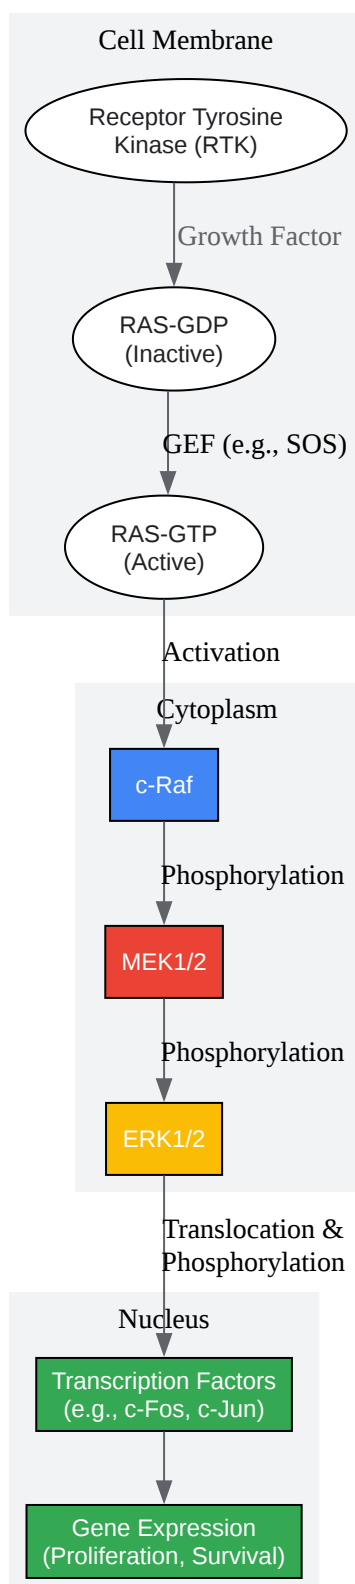 Cell Membrane
Receptor Tyrosine
Kinase (RTK)
Growth Factor
RAS-GDP
(Inactive)
GEF (e.g., SOS)
RAS-GTP
(Active)
Activation
Cytoplasm
c-Raf
Phosphorylation
MEK1/2
Phosphorylation
ERK1/2
Translocation &
Phosphorylation
Nucleus
Transcription Factors
(e.g., c-Fos, c-Jun)
Gene Expression
(Proliferation, Survival)